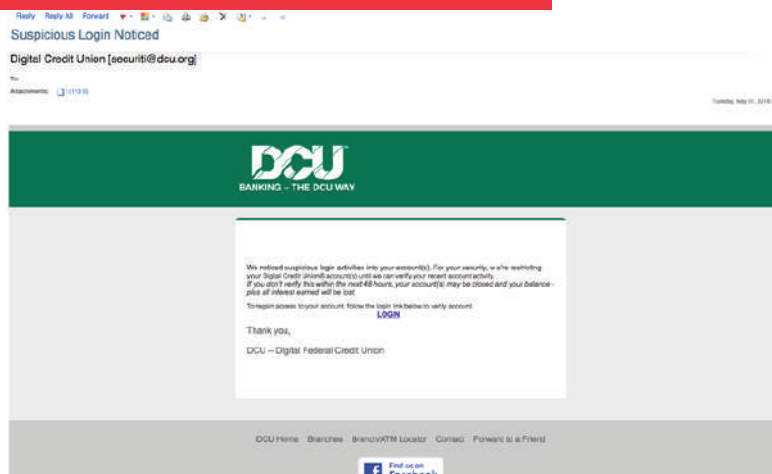 Reply Reply All Forward
Suspicious Login Noticed
Digital Credit Union [securiti@dcu.org]
To:
Attachments:
Tuesday, May 31, 2016
DCU
BANKING – THE DCU WAY
We noticed suspicious login activities into your account(s). For your security, we're restricting
your Digital Credit Union® account(s) until we can verify your recent account activity.
If you don't verify this within the next 48 hours, your account(s) may be closed and your balance -
plus all interest earned will be lost.
To regain access to your account, follow the login link below to verify account.
LOGIN
Thank you,
DCU – Digital Federal Credit Union
DCU Home Branches Branch/ATM Locator Contact Forward to a Friend
f Find us on
Facebook